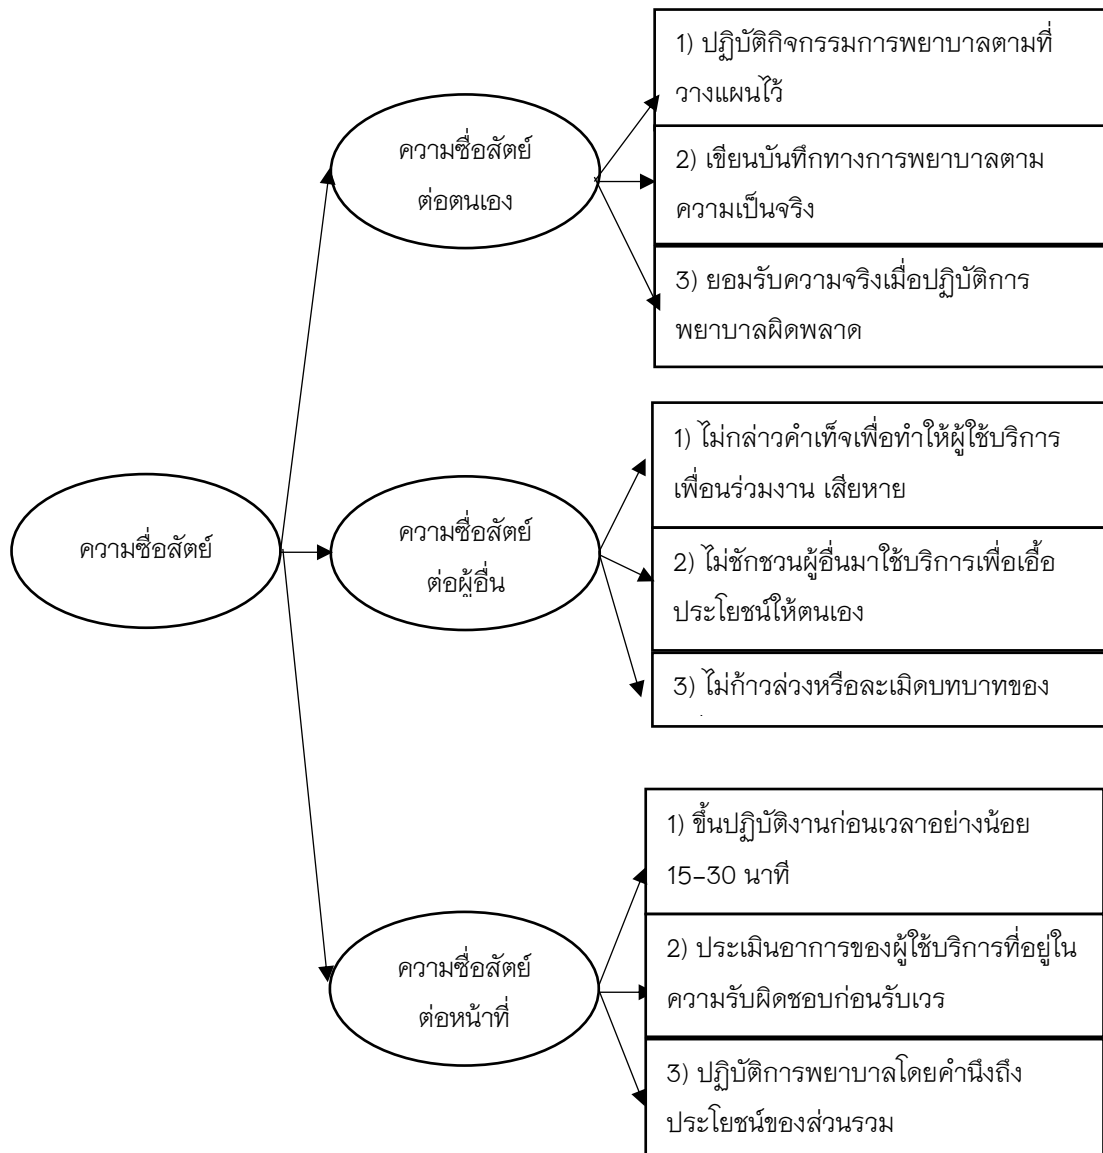 ความซื่อสัตย์
ความซื่อสัตย์
ต่อตนเอง
1) ปฏิบัติกิจกรรมการพยาบาลตามที่
วางแผนไว้
2) เขียนบันทึกทางการพยาบาลตาม
ความเป็นจริง
3) ยอมรับความจริงเมื่อปฏิบัติการ
พยาบาลผิดพลาด
ความซื่อสัตย์
ต่อผู้อื่น
1) ไม่กล่าวคำเท็จเพื่อทำให้ผู้ใช้บริการ
เพื่อนร่วมงาน เสียหาย
2) ไม่ชักชวนผู้อื่นมาใช้บริการเพื่อเอื้อ
ประโยชน์ให้ตนเอง
3) ไม่ก้าวล่วงหรือละเมิดบทบาทของ
ความซื่อสัตย์
ต่อหน้าที่
1) ขึ้นปฏิบัติงานก่อนเวลาอย่างน้อย
15-30 นาที
2) ประเมินอาการของผู้ใช้บริการที่อยู่ใน
ความรับผิดชอบก่อนรับเวร
3) ปฏิบัติการพยาบาลโดยคำนึงถึง
ประโยชน์ของส่วนรวม